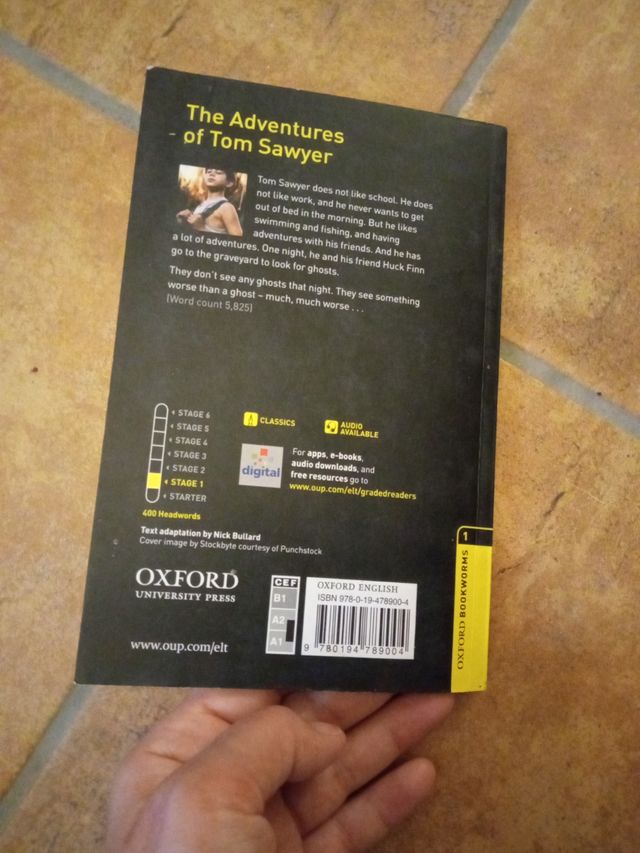 The Adventures
of Tom Sawyer
Tom Sawyer does not like school. He does
not like work, and he never wants to get
out of bed in the morning. But he likes
swimming and fishing, and having
adventures with his friends. And he has
a lot of adventures. One night, he and his friend Huck Finn
go to the graveyard to look for ghosts.
They don't see any ghosts that night. They see something
worse than a ghost – much, much worse . . .
[Word count 5,825]
STAGE 6
STAGE 5
STAGE 4
STAGE 3
STAGE 2
STAGE 1
STARTER
400 Headwords
CLASSICS
AUDIO
AVAILABLE
digital
For apps, e-books,
audio downloads, and
free resources go to
www.oup.com/elt/gradedreaders
Text adaptation by Nick Bullard
Cover image by Stockbyte courtesy of Punchstock
OXFORD
UNIVERSITY PRESS
www.oup.com/elt
CEF
B1
A2
A1
OXFORD ENGLISH
ISBN 978-0-19-478900-4
9 780194 789004
1
OXFORD BOOKWORMS